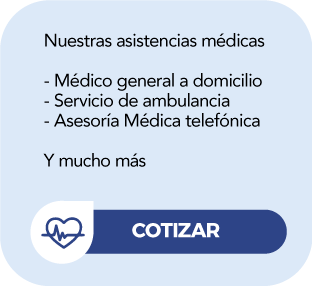 Nuestras asistencias médicas
- Médico general a domicilio
- Servicio de ambulancia
- Asesoría Médica telefónica
Y mucho más
COTIZAR